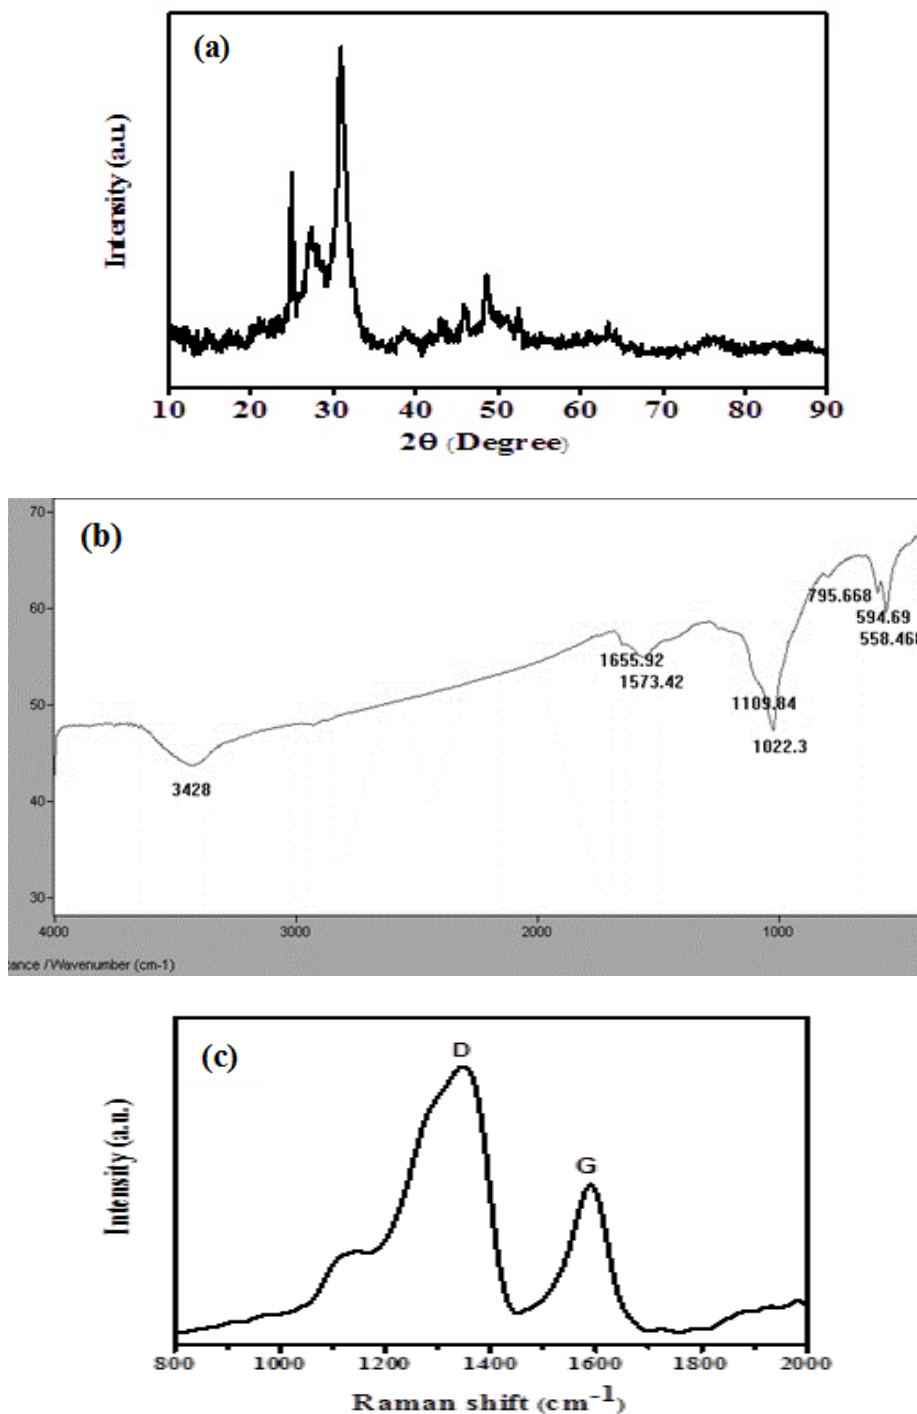 (a)
Intensity (a.u.)
10 20 30 40 50 60 70 80 90
2θ (Degree)
(b)
70
60
50
40
30
795.668
594.69
558.468
1655.92
1573.42
1109.84
1022.3
3428
4000 3000 2000 1000
tance / Wavenumber (cm-1)
(c)
D
G
Intensity (a.u.)
800 1000 1200 1400 1600 1800 2000
Raman shift (cm-1)